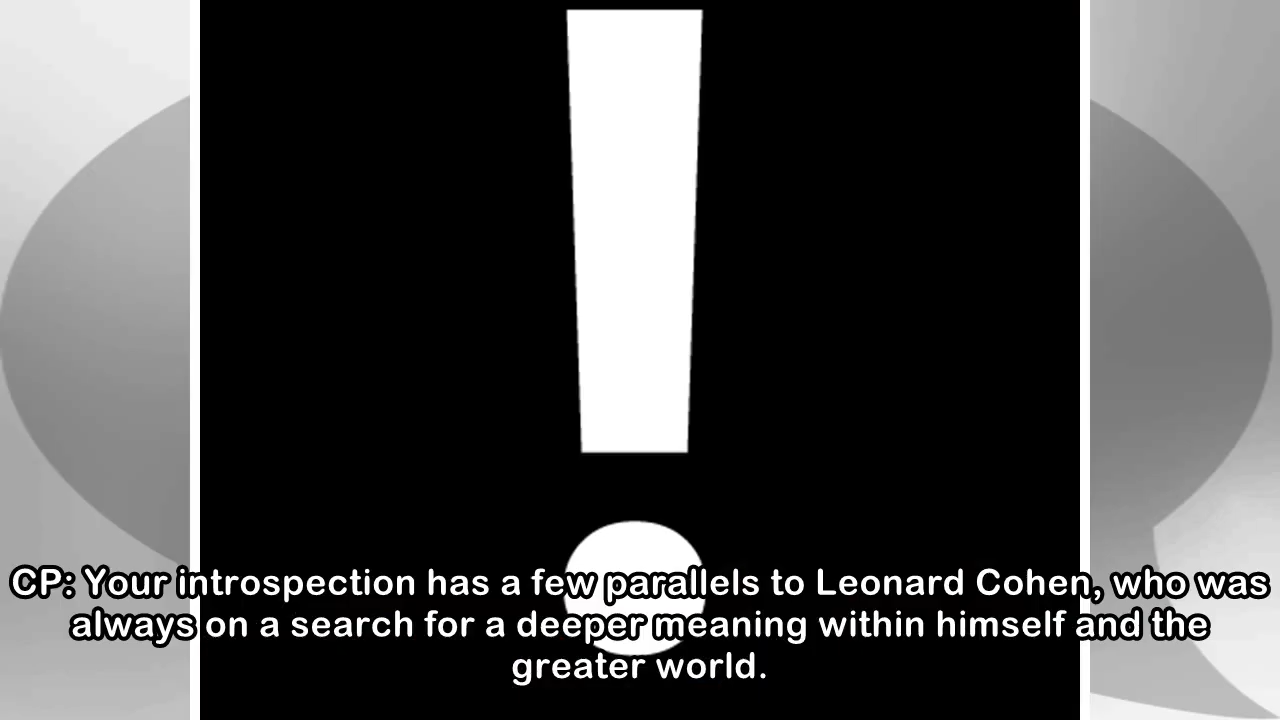 !
CP: Your introspection has a few parallels to Leonard Cohen, who was
always on a search for a deeper meaning within himself and the
greater world.